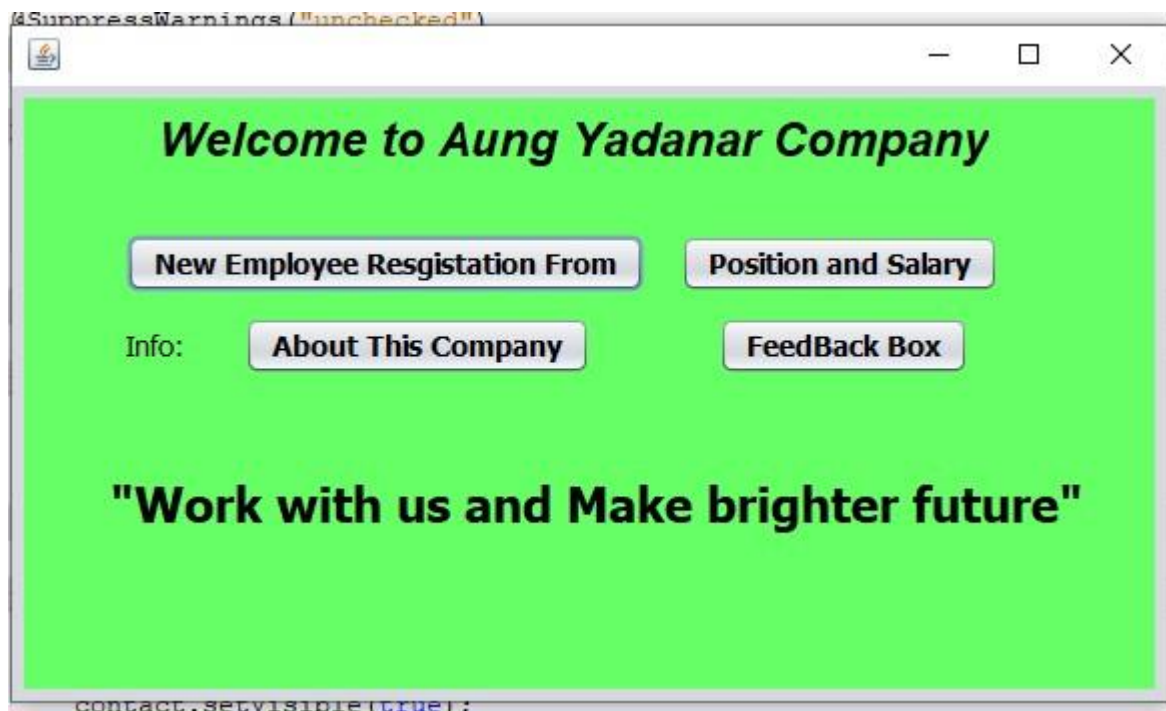 @SuppressWarnings("unchecked")
Welcome to Aung Yadanar Company
New Employee Resgistation From
Position and Salary
Info:
About This Company
FeedBack Box
"Work with us and Make brighter future"
contact.setVisible(true);